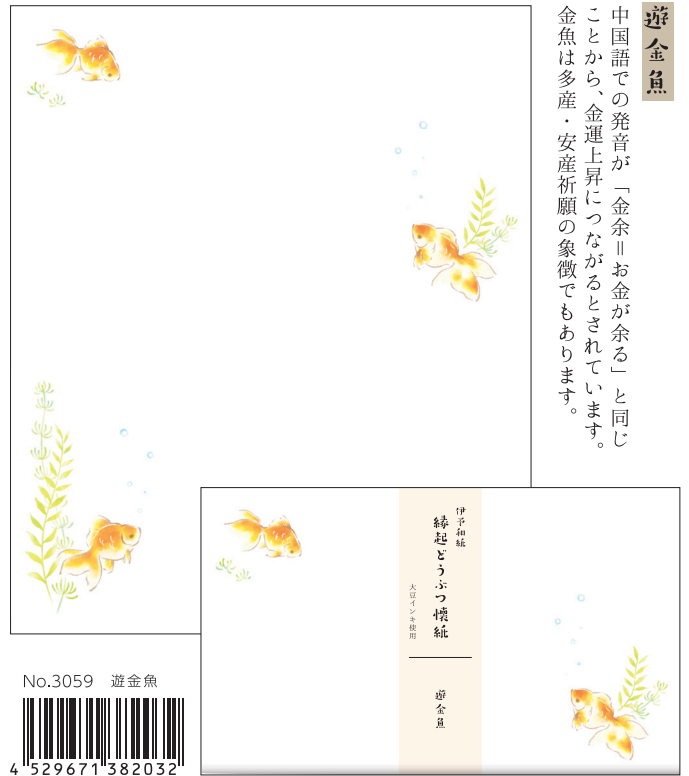 遊金魚
中国語での発音が「金余＝お金が余る」と同じ
ことから、金運上昇につながるとされています。
金魚は多産・安産祈願の象徴でもあります。
伊予和紙
縁起どうぶつ懐紙
大豆インキ使用
遊金魚
No.3059 遊金魚
4 529671 382032